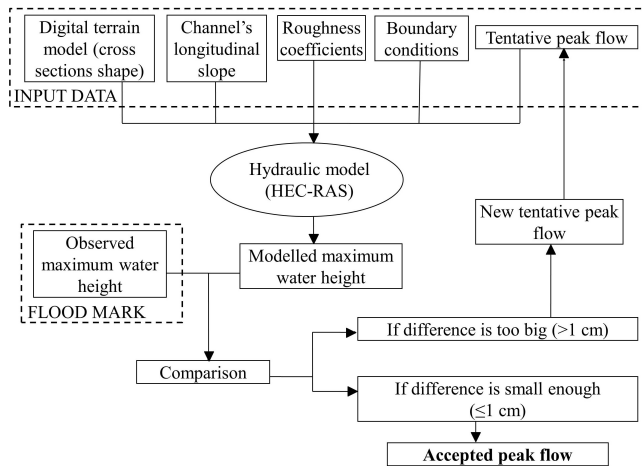 Digital terrain
model (cross
sections shape)
Channel's
longitudinal
slope
Roughness
coefficients
Boundary
conditions
Tentative peak flow
INPUT DATA
Hydraulic model
(HEC-RAS)
New tentative peak
flow
Observed
maximum water
height
Modelled maximum
water height
FLOOD MARK
If difference is too big (>1 cm)
Comparison
If difference is small enough
(≤1 cm)
Accepted peak flow